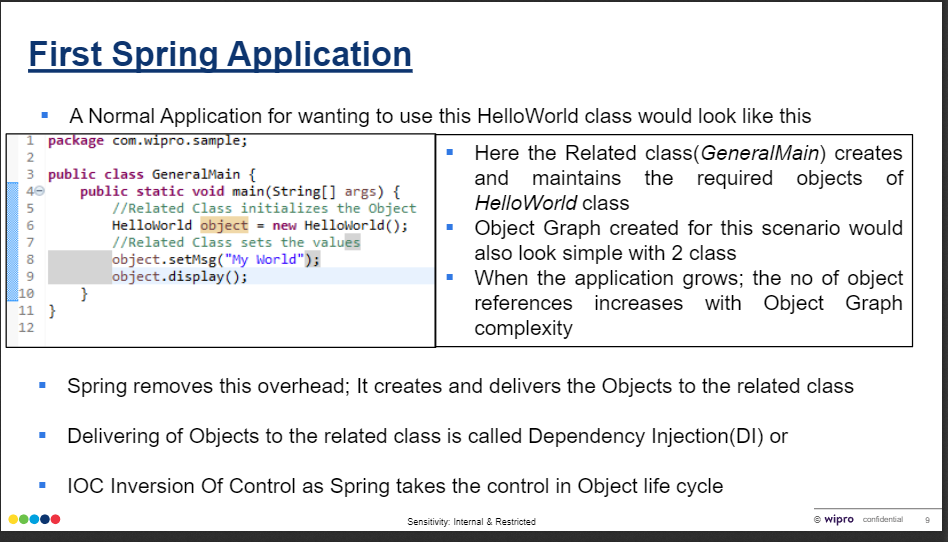 First Spring Application
A Normal Application for wanting to use this HelloWorld class would look like this
1 package com.wipro.sample;
2
3 public class GeneralMain {
4 public static void main(String[] args) {
5 //Related Class initializes the Object
6 HelloWorld object = new HelloWorld();
7 //Related Class sets the values
8 object.setMsg("My World");
9 object.display();
10 }
11 }
12
Here the Related class(GeneralMain) creates
and maintains the required objects of
HelloWorld class
Object Graph created for this scenario would
also look simple with 2 class
When the application grows; the no of object
references increases with Object Graph
complexity
Spring removes this overhead; It creates and delivers the Objects to the related class
Delivering of Objects to the related class is called Dependency Injection(DI) or
IOC Inversion Of Control as Spring takes the control in Object life cycle
Sensitivity: Internal & Restricted
© wipro confidential 9